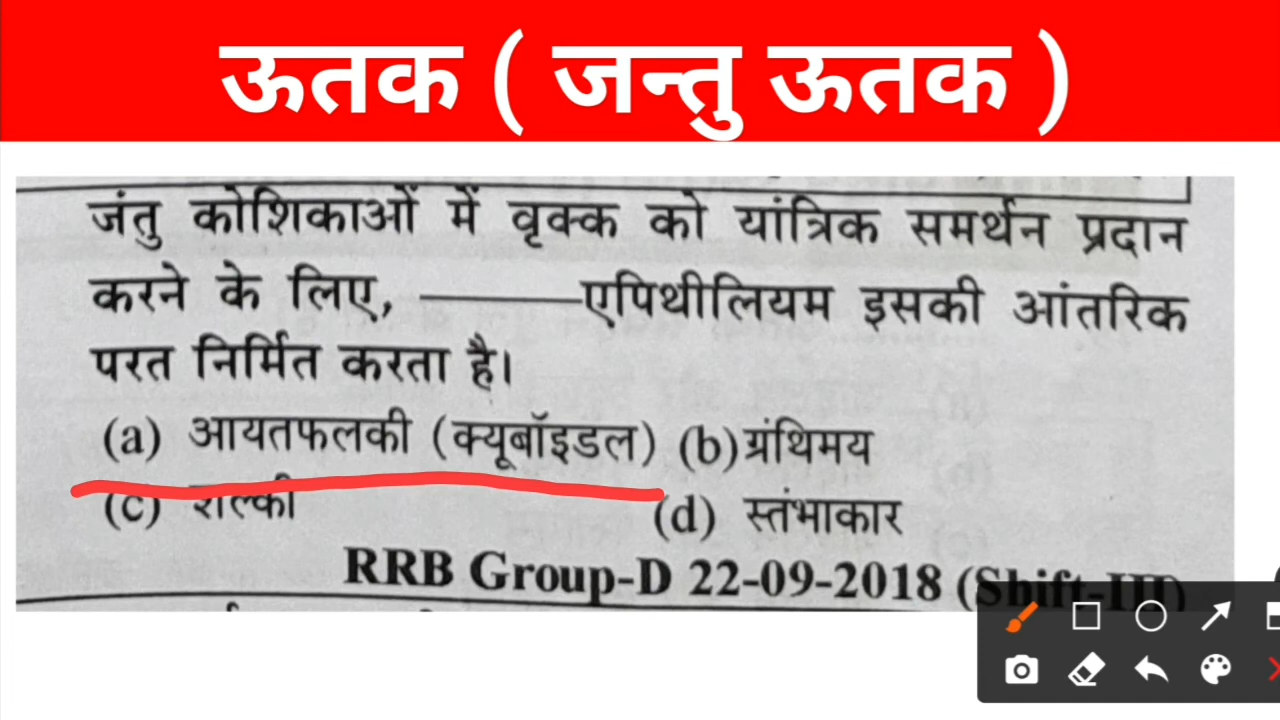 ऊतक ( जन्तु ऊतक )
जंतु कोशिकाओं में वृक्क को यांत्रिक समर्थन प्रदान
करने के लिए, ———एपिथीलियम इसकी आंतरिक
परत निर्मित करता है।
(a) आयतफलकी (क्यूबॉइडल) (b) ग्रंथिमय
(c) शल्की (d) स्तंभाकार
RRB Group-D 22-09-2018 (Shift-III)